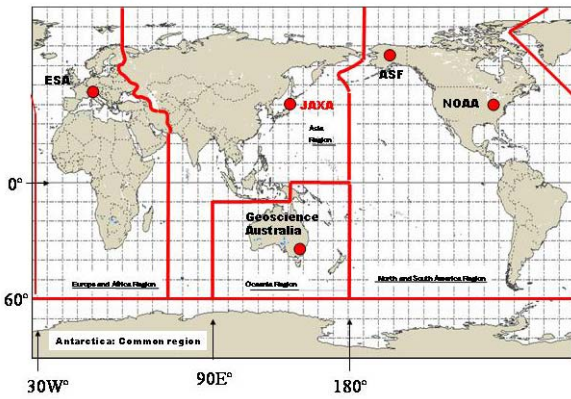 ESA
ASF
JAXA
NOAA
Asia
Region
0°
Geoscience
Australia
Europe and Africa Region
Oceania Region
North and South America Region
60°
Antarctica: Common region
30W°
90E°
180°